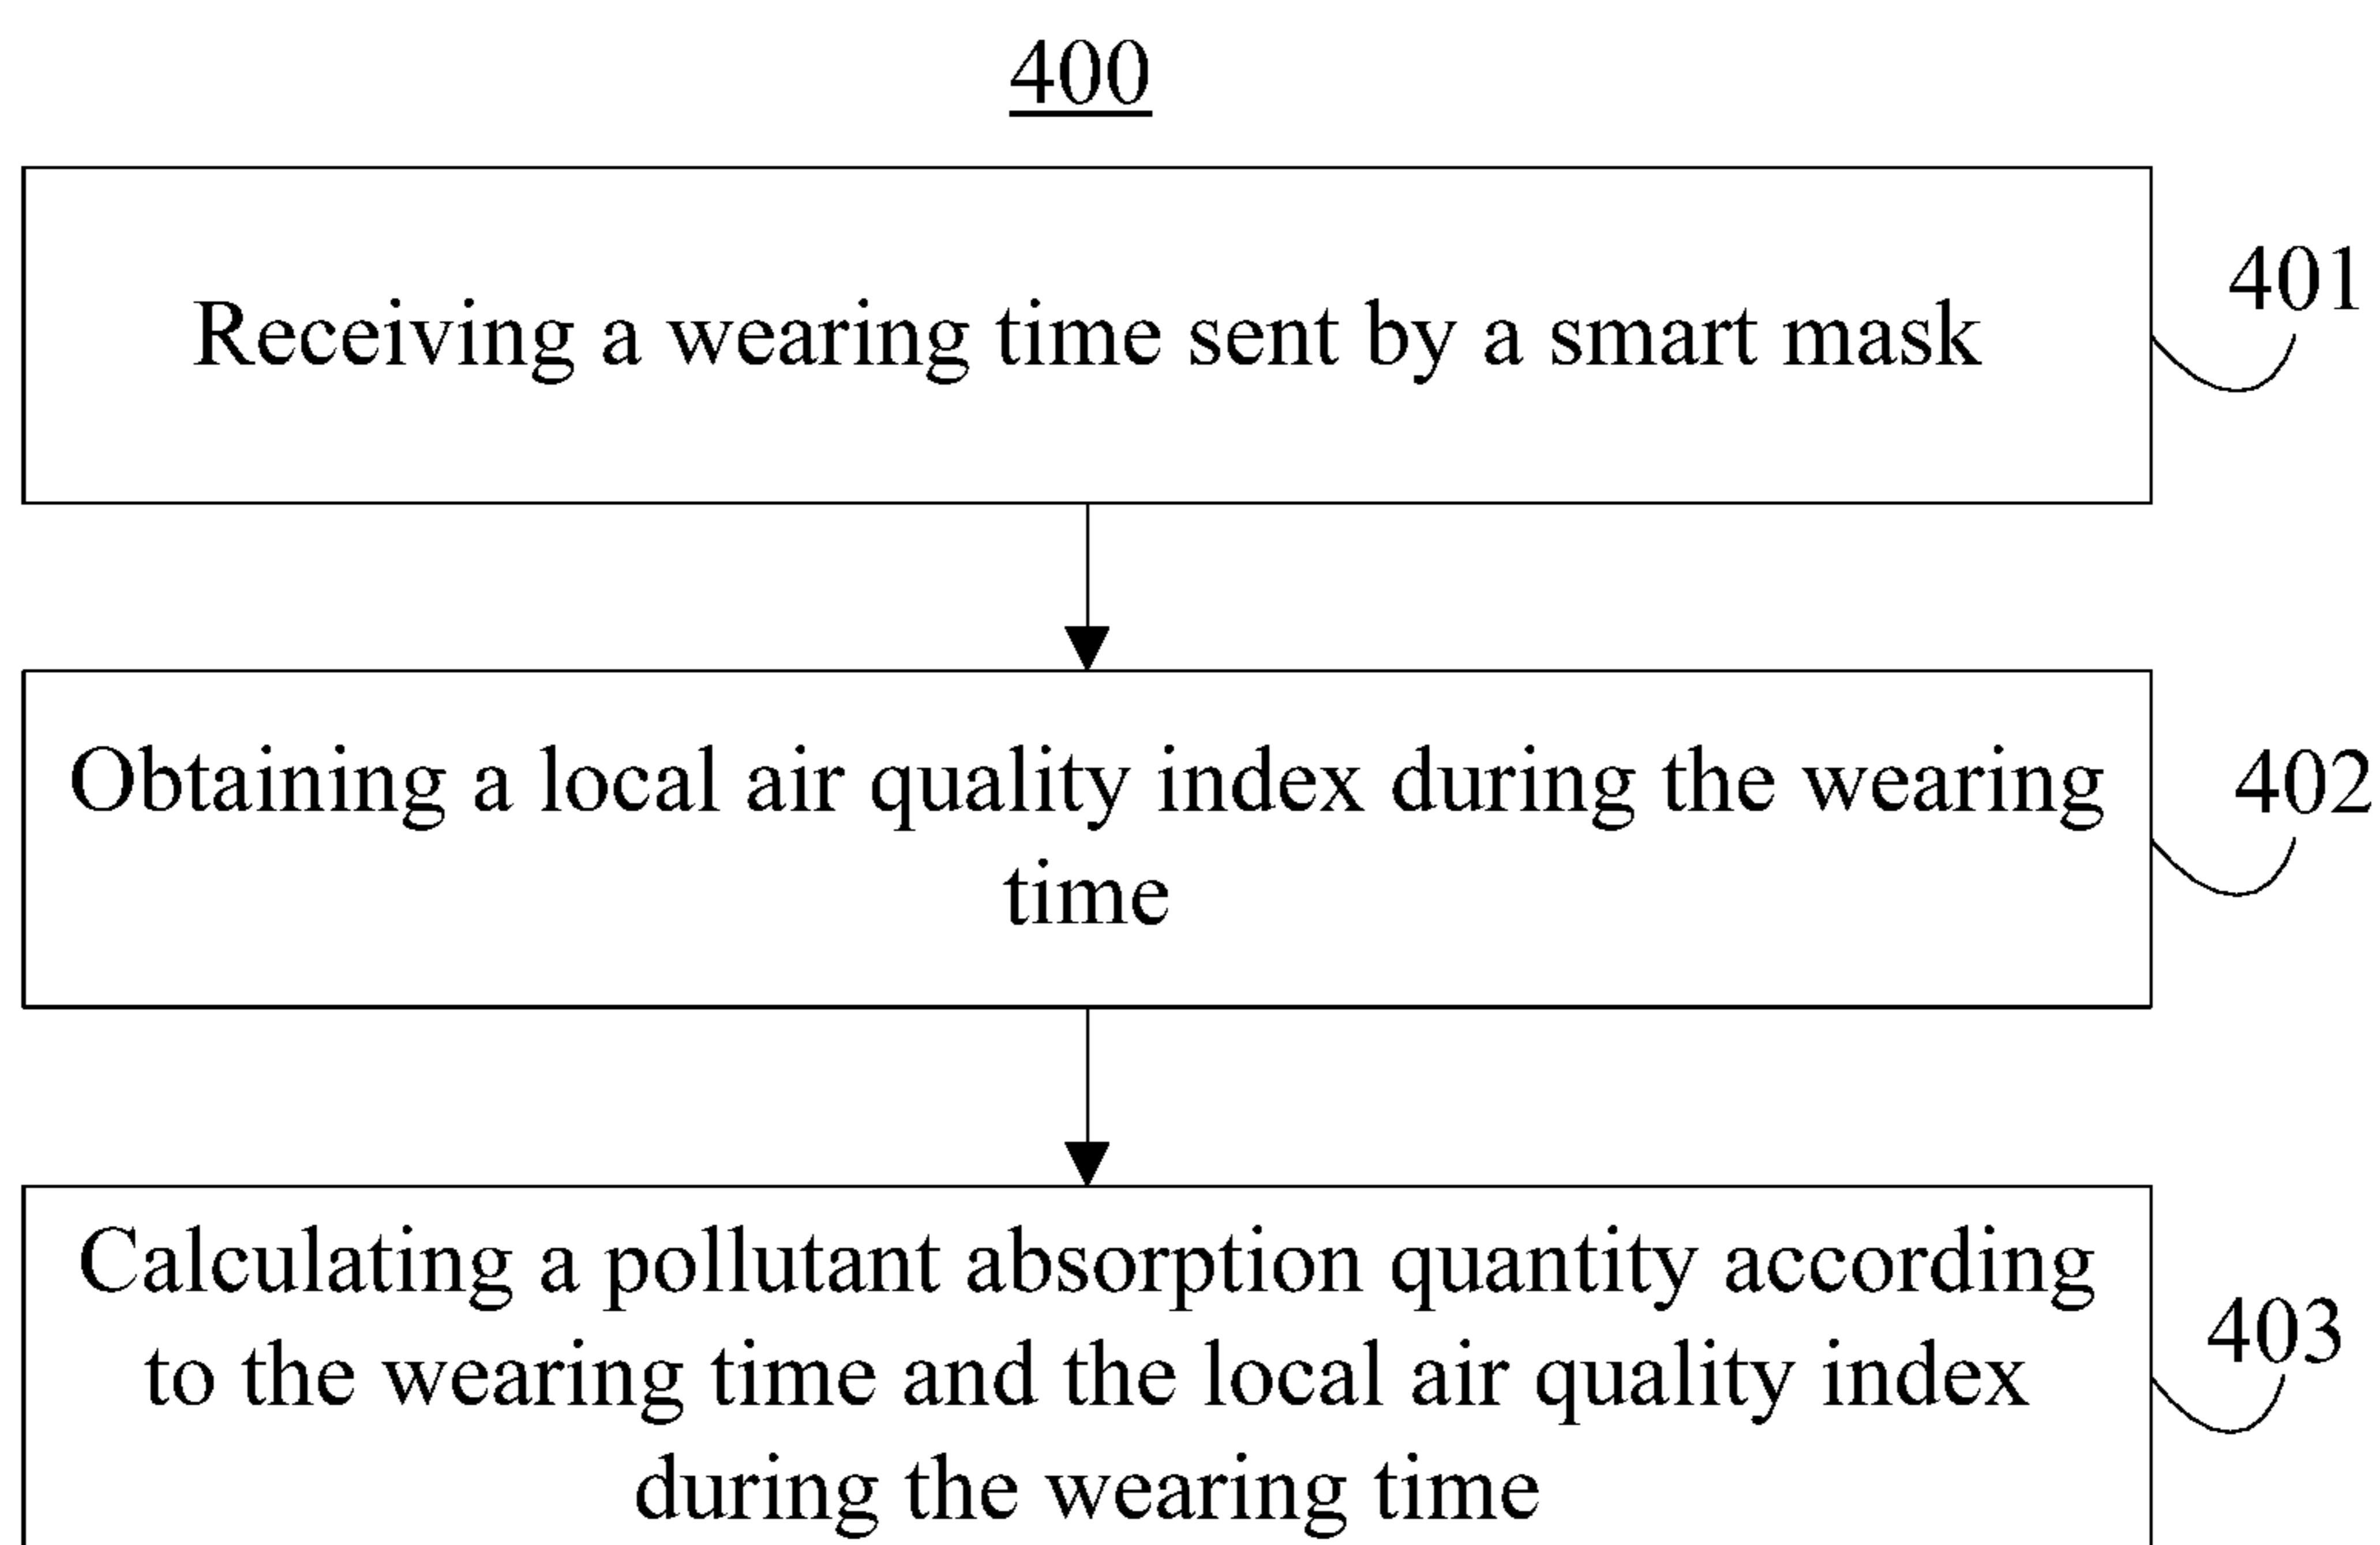 400
Receiving a wearing time sent by a smart mask
401
Obtaining a local air quality index during the wearing
time
402
Calculating a pollutant absorption quantity according
to the wearing time and the local air quality index
during the wearing time
403